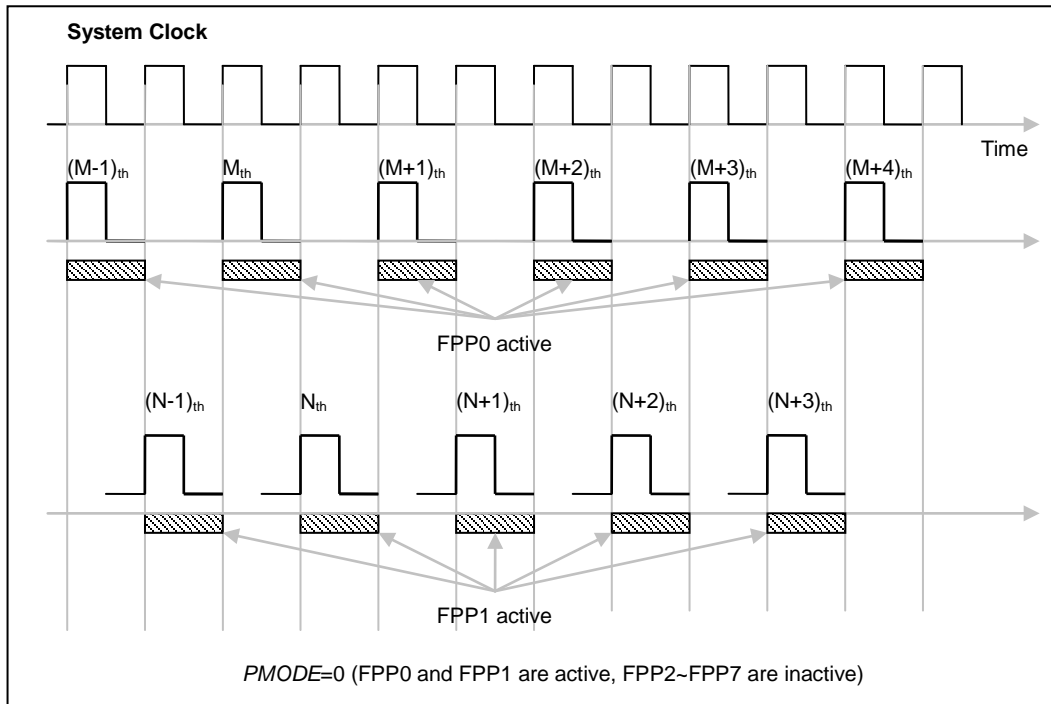 System Clock
Time
(M-1)th Mth (M+1)th (M+2)th (M+3)th (M+4)th
FPP0 active
(N-1)th Nth (N+1)th (N+2)th (N+3)th
FPP1 active
PMODE=0 (FPP0 and FPP1 are active, FPP2~FPP7 are inactive)